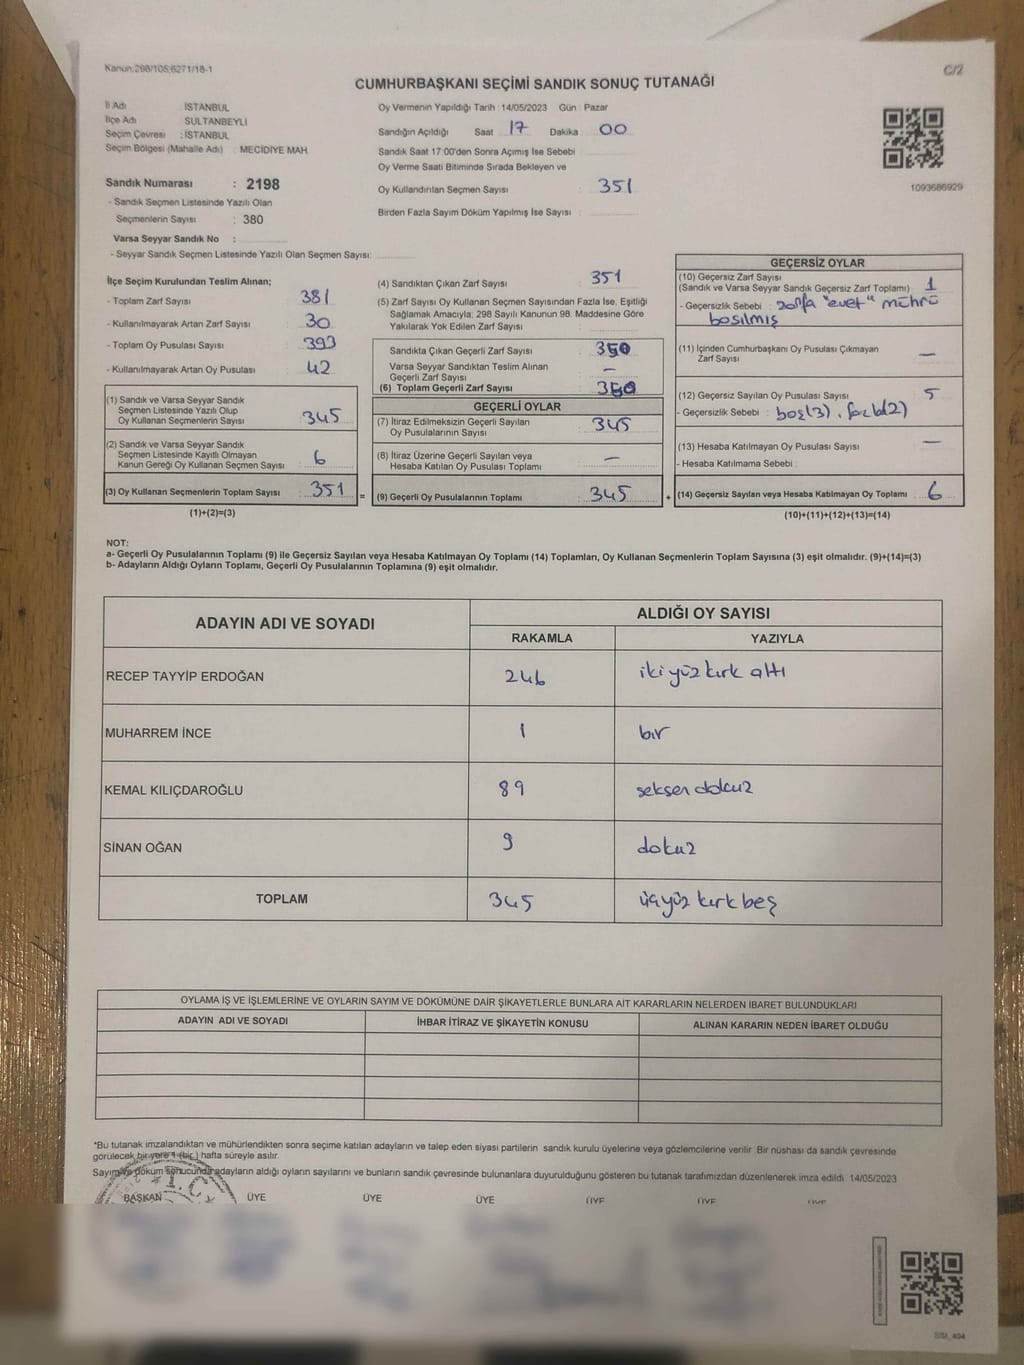 Kanun:298/105;6271/18-1
C/2
CUMHURBAŞKANI SEÇİMİ SANDIK SONUÇ TUTANAĞI
İl Adı İSTANBUL
İlçe Adı SULTANBEYLİ
Seçim Çevresi : İSTANBUL
Seçim Bölgesi (Mahalle Adı) MECİDİYE MAH.
Sandık Numarası : 2198
- Sandık Seçmen Listesinde Yazılı Olan
Seçmenlerin Sayısı : 380
Varsa Seyyar Sandık No :
- Seyyar Sandık Seçmen Listesinde Yazılı Olan Seçmen Sayısı:
Oy Vermenin Yapıldığı Tarih : 14/05/2023 Gün : Pazar
Sandığın Açıldığı Saat 17 Dakika 00
Sandık Saat 17:00'den Sonra Açılmış İse Sebebi
Oy Verme Saati Bitiminde Sırada Bekleyen ve
Oy Kullandırılan Seçmen Sayısı : 351
Birden Fazla Sayım Döküm Yapılmış İse Sayısı :
1093686929
İlçe Seçim Kurulundan Teslim Alınan;
- Toplam Zarf Sayısı : 381
- Kullanılmayarak Artan Zarf Sayısı : 30
- Toplam Oy Pusulası Sayısı : 393
- Kullanılmayarak Artan Oy Pusulası : 42
(1) Sandık ve Varsa Seyyar Sandık
Seçmen Listesinde Yazılı Olup
Oy Kullanan Seçmenlerin Sayısı : 345
(2) Sandık ve Varsa Seyyar Sandık
Seçmen Listesinde Kayıtlı Olmayan
Kanun Gereği Oy Kullanan Seçmen Sayısı : 6
(3) Oy Kullanan Seçmenlerin Toplam Sayısı : 351 =
(1)+(2)=(3)
(4) Sandıktan Çıkan Zarf Sayısı : 351
(5) Zarf Sayısı Oy Kullanan Seçmen Sayısından Fazla İse, Eşitliği
Sağlamak Amacıyla; 298 Sayılı Kanunun 98. Maddesine Göre
Yakılarak Yok Edilen Zarf Sayısı :
Sandıkta Çıkan Geçerli Zarf Sayısı : 350
Varsa Seyyar Sandıktan Teslim Alınan
Geçerli Zarf Sayısı : —
(6) Toplam Geçerli Zarf Sayısı : 350
GEÇERLİ OYLAR
(7) İtiraz Edilmeksizin Geçerli Sayılan
Oy Pusulalarının Sayısı : 345
(8) İtiraz Üzerine Geçerli Sayılan veya
Hesaba Katılan Oy Pusulası Toplamı : —
(9) Geçerli Oy Pusulalarının Toplamı : 345 +
GEÇERSİZ OYLAR
(10) Geçersiz Zarf Sayısı
(Sandık ve Varsa Seyyar Sandık Geçersiz Zarf Toplamı) : 1
- Geçersizlik Sebebi : zarfa "evet" mührü
basılmış
(11) İçinden Cumhurbaşkanı Oy Pusulası Çıkmayan
Zarf Sayısı —
(12) Geçersiz Sayılan Oy Pusulası Sayısı : 5
- Geçersizlik Sebebi : boş(3), fazla(2)
(13) Hesaba Katılmayan Oy Pusulası Sayısı : —
- Hesaba Katılmama Sebebi :
(14) Geçersiz Sayılan veya Hesaba Katılmayan Oy Toplamı : 6
(10)+(11)+(12)+(13)=(14)
NOT:
a- Geçerli Oy Pusulalarının Toplamı (9) ile Geçersiz Sayılan veya Hesaba Katılmayan Oy Toplamı (14) Toplamları, Oy Kullanan Seçmenlerin Toplam Sayısına (3) eşit olmalıdır. (9)+(14)=(3)
b- Adayların Aldığı Oyların Toplamı, Geçerli Oy Pusulalarının Toplamına (9) eşit olmalıdır.
ADAYIN ADI VE SOYADI ALDIĞI OY SAYISI
RAKAMLA YAZIYLA
RECEP TAYYİP ERDOĞAN 246 iki yüz kırk altı
MUHARREM İNCE 1 bir
KEMAL KILIÇDAROĞLU 89 seksen dokuz
SİNAN OĞAN 9 dokuz
TOPLAM 345 üçyüz kırk beş
OYLAMA İŞ VE İŞLEMLERİNE VE OYLARIN SAYIM VE DÖKÜMÜNE DAİR ŞİKAYETLERLE BUNLARA AİT KARARLARIN NELERDEN İBARET BULUNDUKLARI
ADAYIN ADI VE SOYADI İHBAR İTİRAZ VE ŞİKAYETİN KONUSU ALINAN KARARIN NEDEN İBARET OLDUĞU
*Bu tutanak imzalandıktan ve mühürlendikten sonra seçime katılan adayların ve talep eden siyasi partilerin sandık kurulu üyelerine veya gözlemcilerine verilir. Bir nüshası da sandık çevresinde
görülecek bir yere 1 (bir) hafta süreyle asılır.
Sayım ve döküm sonucunda adayların aldığı oyların sayılarını ve bunların sandık çevresinde bulunanlara duyurulduğunu gösteren bu tutanak tarafımızdan düzenlenerek imza edildi. 14/05/2023
BAŞKAN ÜYE ÜYE ÜYE ÜYE ÜYE ÜYE
T.C.